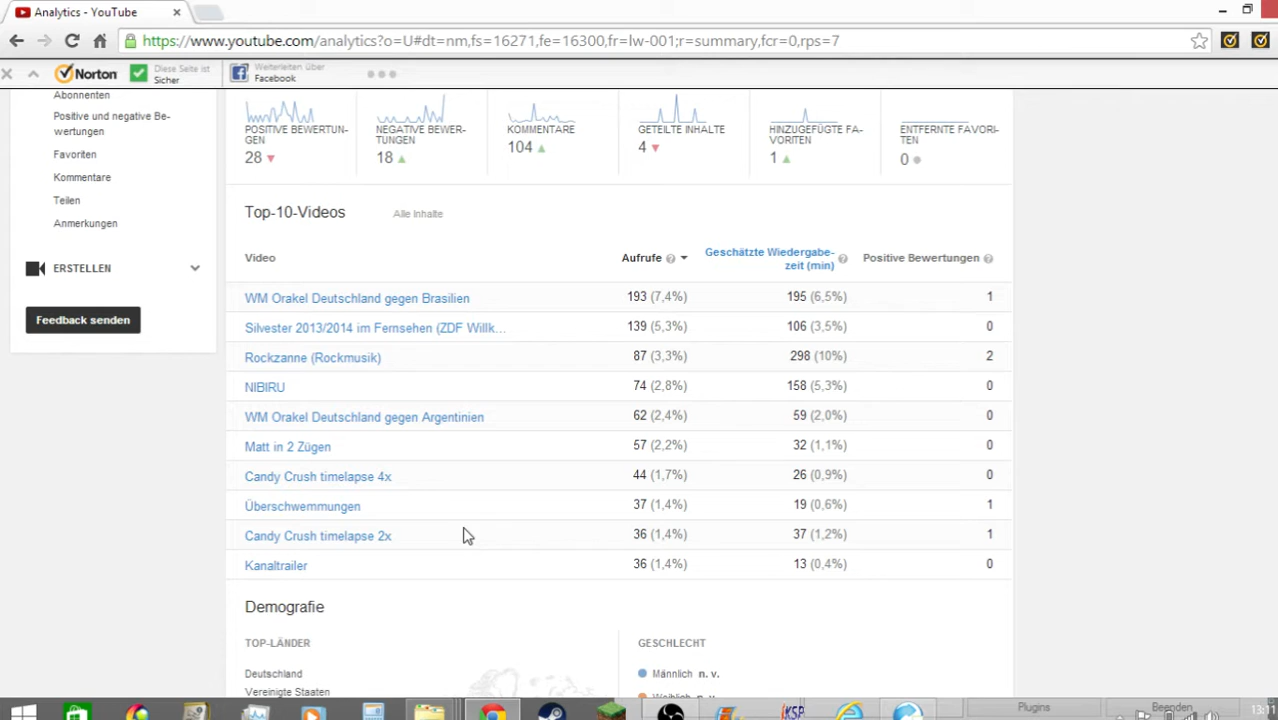 Analytics - YouTube
https://www.youtube.com/analytics?o=U#dt=nm,fs=16271,fe=16300,fr=lw-001;r=summary,fcr=0,rps=7
Norton
Diese Seite ist
Sicher
Weiterleiten über
Facebook
Abonnenten
Positive und negative Be-
wertungen
Favoriten
Kommentare
Teilen
Anmerkungen
ERSTELLEN
Feedback senden
POSITIVE BEWERTUN-
GEN
28
NEGATIVE BEWER-
TUNGEN
18
KOMMENTARE
104
GETEILTE INHALTE
4
HINZUGEFÜGTE FA-
VORITEN
1
ENTFERNTE FAVORI-
TEN
0
Top-10-Videos Alle Inhalte
Video Aufrufe Geschätzte Wiedergabe-
zeit (min) Positive Bewertungen
WM Orakel Deutschland gegen Brasilien 193 (7,4%) 195 (6,5%) 1
Silvester 2013/2014 im Fernsehen (ZDF Willk... 139 (5,3%) 106 (3,5%) 0
Rockzanne (Rockmusik) 87 (3,3%) 298 (10%) 2
NIBIRU 74 (2,8%) 158 (5,3%) 0
WM Orakel Deutschland gegen Argentinien 62 (2,4%) 59 (2,0%) 0
Matt in 2 Zügen 57 (2,2%) 32 (1,1%) 0
Candy Crush timelapse 4x 44 (1,7%) 26 (0,9%) 0
Überschwemmungen 37 (1,4%) 19 (0,6%) 1
Candy Crush timelapse 2x 36 (1,4%) 37 (1,2%) 1
Kanaltrailer 36 (1,4%) 13 (0,4%) 0
Demografie
TOP-LÄNDER
Deutschland
Vereinigte Staaten
GESCHLECHT
Männlich n. v.
Weiblich n. v.
KSP
Plugins
Beenden
13:11